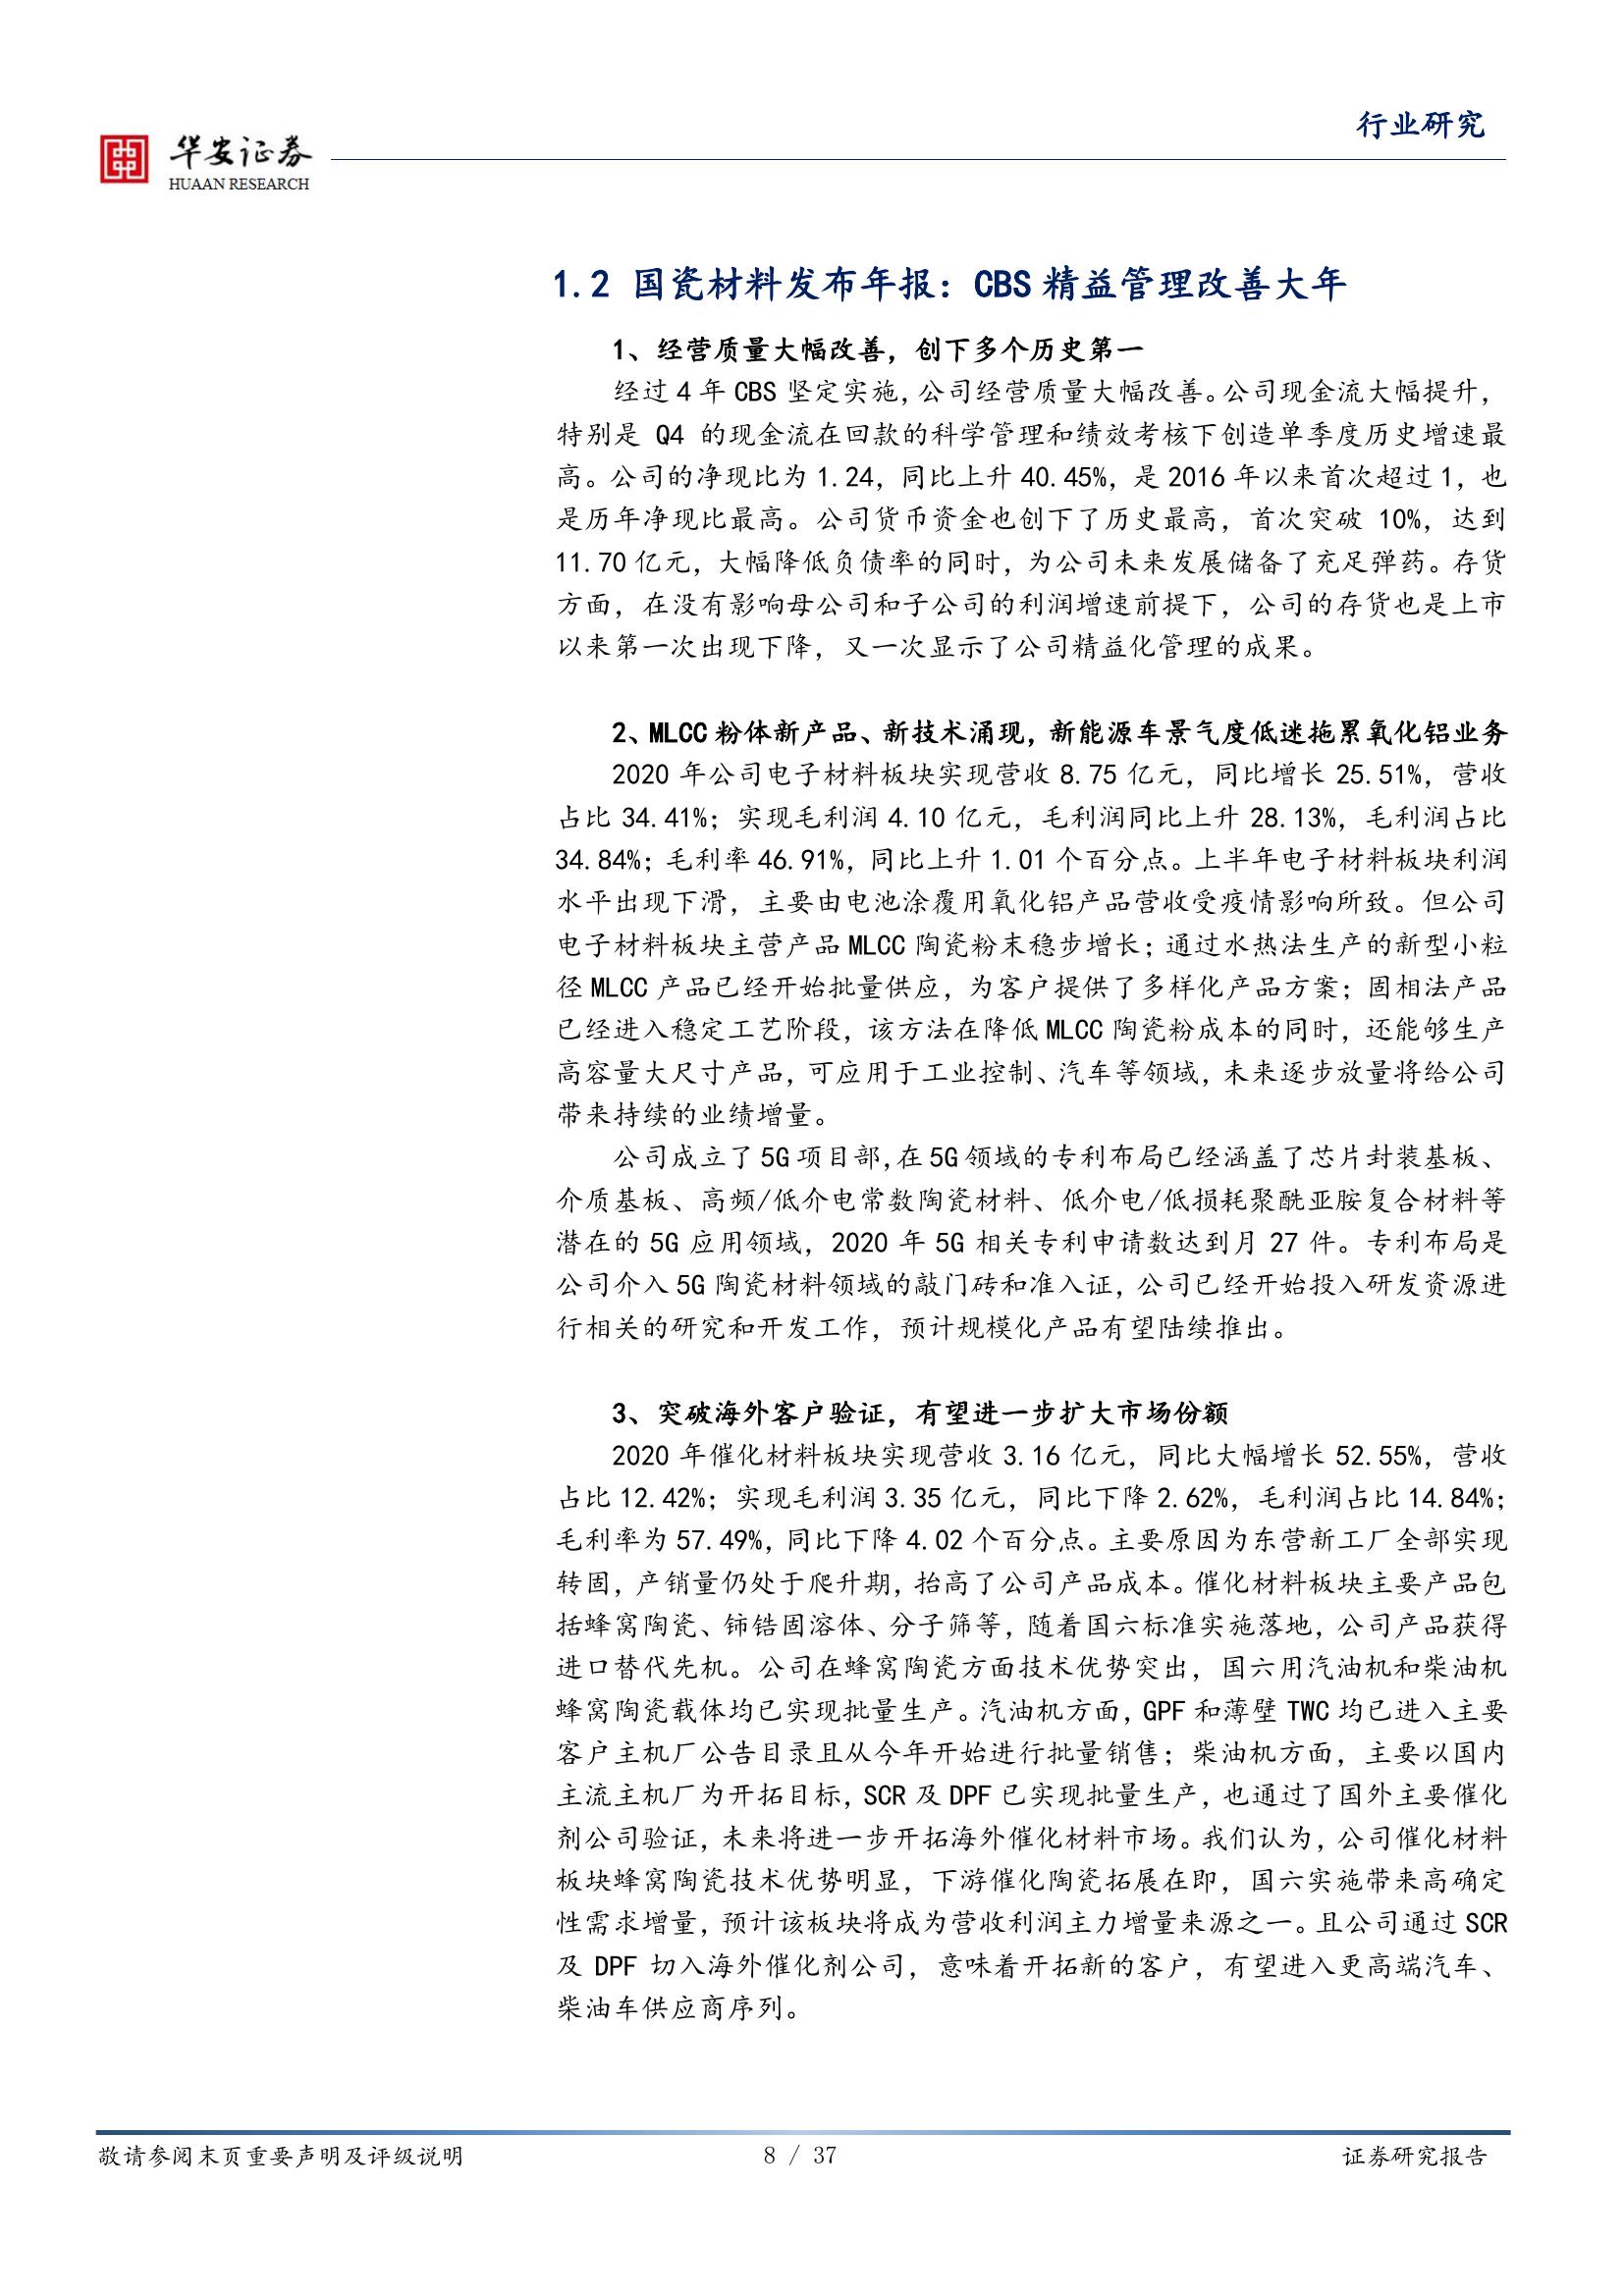 行业研究
华安证券
HUAAN RESEARCH
1.2 国瓷材料发布年报：CBS 精益管理改善大年
1、经营质量大幅改善，创下多个历史第一
经过 4 年 CBS 坚定实施，公司经营质量大幅改善。公司现金流大幅提升，
特别是 Q4 的现金流在回款的科学管理和绩效考核下创造单季度历史增速最
高。公司的净现比为 1.24，同比上升 40.45%，是 2016 年以来首次超过 1，也
是历年净现比最高。公司货币资金也创下了历史最高，首次突破 10%，达到
11.70 亿元，大幅降低负债率的同时，为公司未来发展储备了充足弹药。存货
方面，在没有影响母公司和子公司的利润增速前提下，公司的存货也是上市
以来第一次出现下降，又一次显示了公司精益化管理的成果。
2、MLCC 粉体新产品、新技术涌现，新能源车景气度低迷拖累氧化铝业务
2020 年公司电子材料板块实现营收 8.75 亿元，同比增长 25.51%，营收
占比 34.41%；实现毛利润 4.10 亿元，毛利润同比上升 28.13%，毛利润占比
34.84%；毛利率 46.91%，同比上升 1.01 个百分点。上半年电子材料板块利润
水平出现下滑，主要由电池涂覆用氧化铝产品营收受疫情影响所致。但公司
电子材料板块主营产品 MLCC 陶瓷粉末稳步增长；通过水热法生产的新型小粒
径 MLCC 产品已经开始批量供应，为客户提供了多样化产品方案；固相法产品
已经进入稳定工艺阶段，该方法在降低 MLCC 陶瓷粉成本的同时，还能够生产
高容量大尺寸产品，可应用于工业控制、汽车等领域，未来逐步放量将给公司
带来持续的业绩增量。
公司成立了 5G 项目部，在 5G 领域的专利布局已经涵盖了芯片封装基板、
介质基板、高频/低介电常数陶瓷材料、低介电/低损耗聚酰亚胺复合材料等
潜在的 5G 应用领域，2020 年 5G 相关专利申请数达到月 27 件。专利布局是
公司介入 5G 陶瓷材料领域的敲门砖和准入证，公司已经开始投入研发资源进
行相关的研究和开发工作，预计规模化产品有望陆续推出。
3、突破海外客户验证，有望进一步扩大市场份额
2020 年催化材料板块实现营收 3.16 亿元，同比大幅增长 52.55%，营收
占比 12.42%；实现毛利润 3.35 亿元，同比下降 2.62%，毛利润占比 14.84%；
毛利率为 57.49%，同比下降 4.02 个百分点。主要原因为东营新工厂全部实现
转固，产销量仍处于爬升期，抬高了公司产品成本。催化材料板块主要产品包
括蜂窝陶瓷、铈锆固溶体、分子筛等，随着国六标准实施落地，公司产品获得
进口替代先机。公司在蜂窝陶瓷方面技术优势突出，国六用汽油机和柴油机
蜂窝陶瓷载体均已实现批量生产。汽油机方面，GPF 和薄壁 TWC 均已进入主要
客户主机厂公告目录且从今年开始进行批量销售；柴油机方面，主要以国内
主流主机厂为开拓目标，SCR 及 DPF 已实现批量生产，也通过了国外主要催化
剂公司验证，未来将进一步开拓海外催化材料市场。我们认为，公司催化材料
板块蜂窝陶瓷技术优势明显，下游催化陶瓷拓展在即，国六实施带来高确定
性需求增量，预计该板块将成为营收利润主力增量来源之一。且公司通过 SCR
及 DPF 切入海外催化剂公司，意味着开拓新的客户，有望进入更高端汽车、
柴油车供应商序列。
敬请参阅末页重要声明及评级说明
8 / 37
证券研究报告